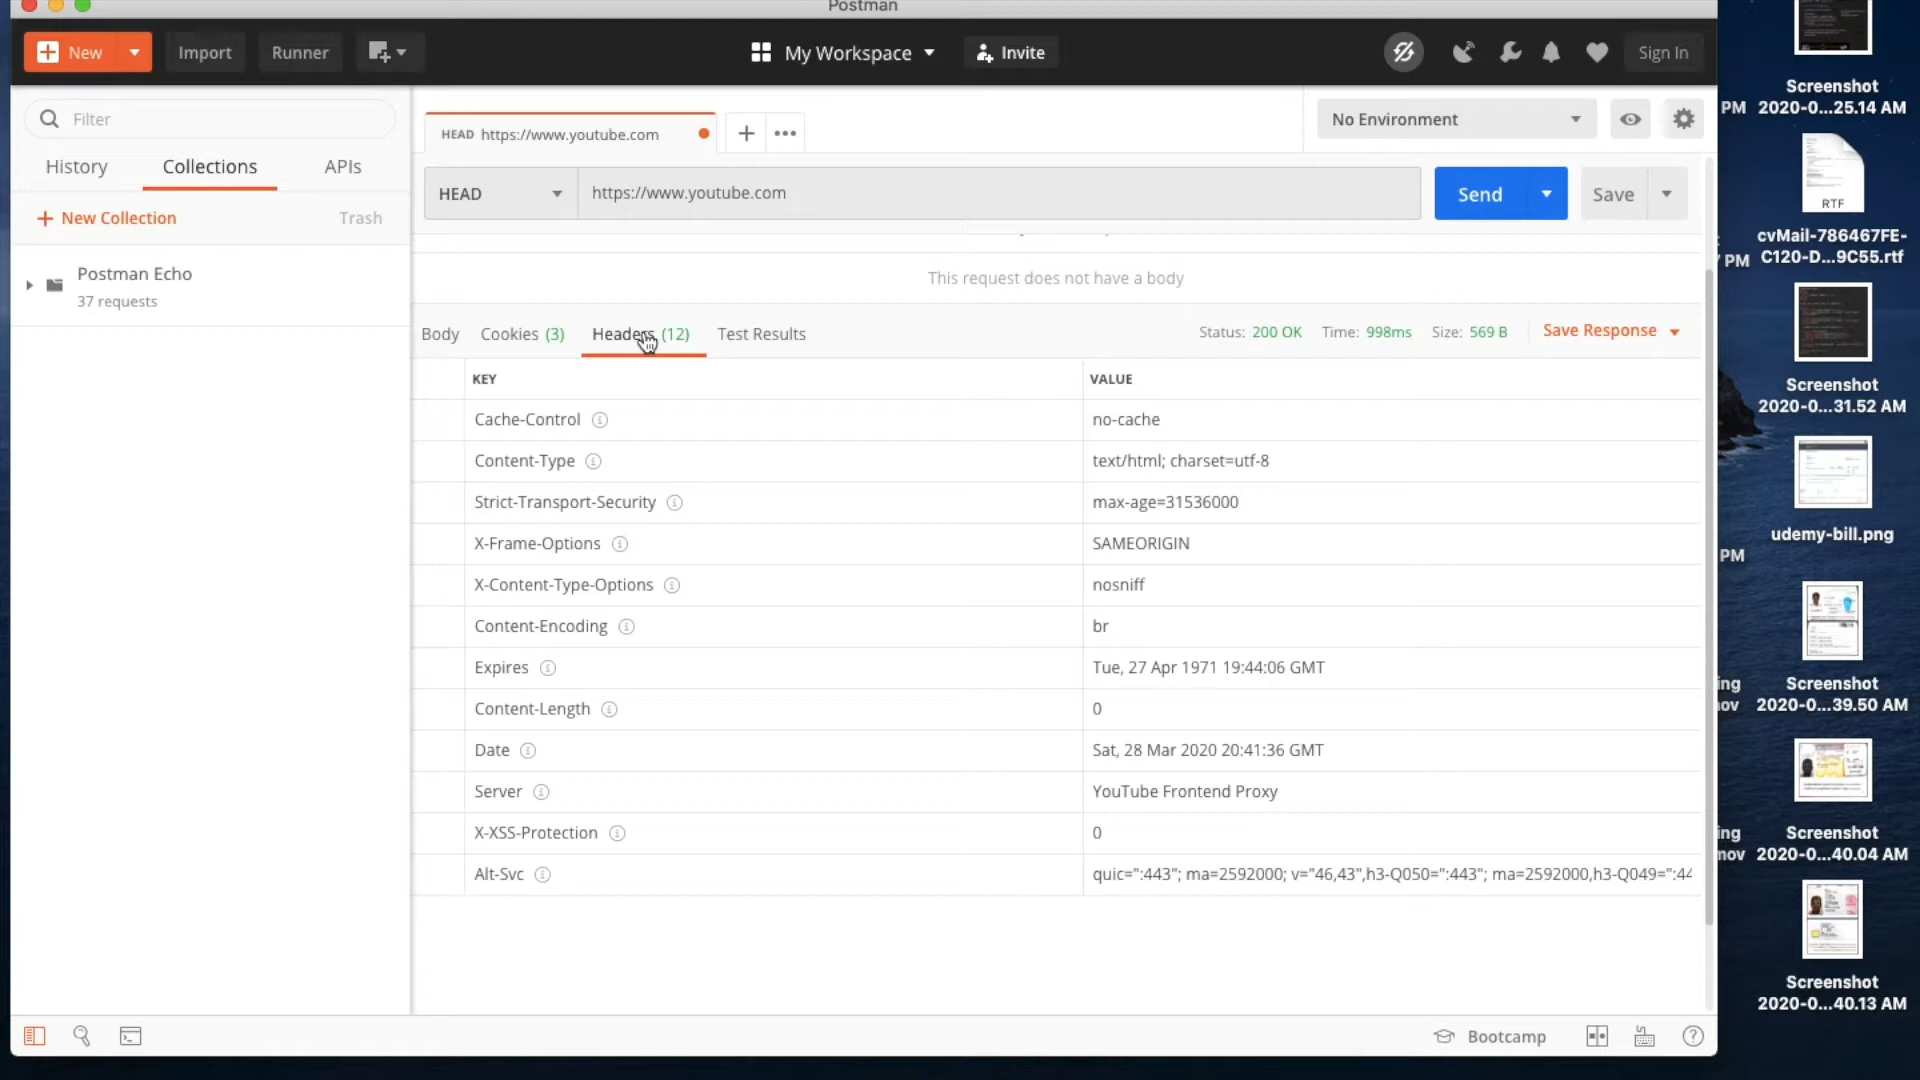 Postman
New
Import
Runner
My Workspace
Invite
Sign In
Filter
History
Collections
APIs
New Collection
Trash
Postman Echo
37 requests
HEAD https://www.youtube.com
No Environment
HEAD
https://www.youtube.com
Send
Save
This request does not have a body
Body
Cookies (3)
Headers (12)
Test Results
Status: 200 OK
Time: 998ms
Size: 569 B
Save Response
KEY
VALUE
Cache-Control
no-cache
Content-Type
text/html; charset=utf-8
Strict-Transport-Security
max-age=31536000
X-Frame-Options
SAMEORIGIN
X-Content-Type-Options
nosniff
Content-Encoding
br
Expires
Tue, 27 Apr 1971 19:44:06 GMT
Content-Length
0
Date
Sat, 28 Mar 2020 20:41:36 GMT
Server
YouTube Frontend Proxy
X-XSS-Protection
0
Alt-Svc
quic=":443"; ma=2592000; v="46,43",h3-Q050=":443"; ma=2592000,h3-Q049=":44
Bootcamp
Screenshot
PM 2020-0...25.14 AM
RTF
cvMail-786467FE-
PM C120-D...9C55.rtf
Screenshot
2020-0...31.52 AM
udemy-bill.png
PM
ing Screenshot
nov 2020-0...39.50 AM
ing Screenshot
nov 2020-0...40.04 AM
Screenshot
2020-0...40.13 AM